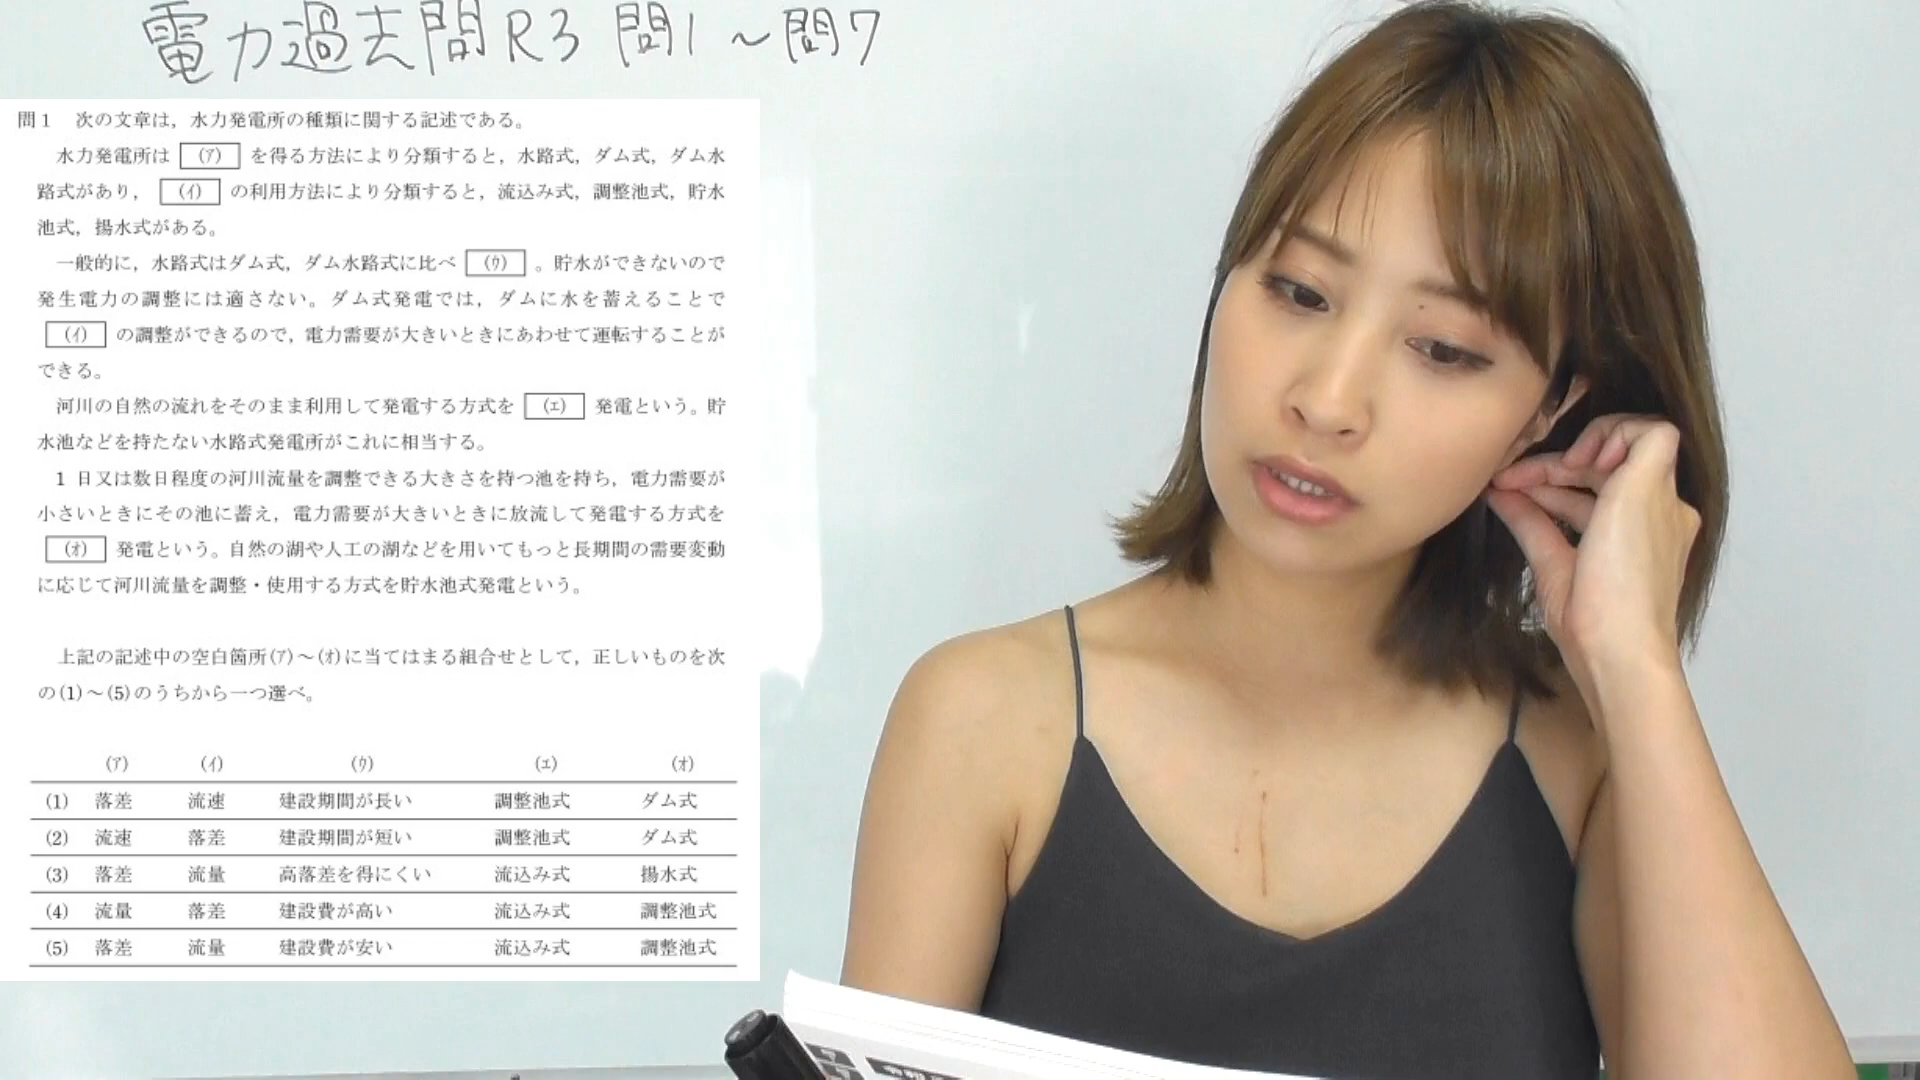 電力過去問R3 問1～問7
問1 次の文章は，水力発電所の種類に関する記述である。
水力発電所は (ｱ) を得る方法により分類すると，水路式，ダム式，ダム水
路式があり， (ｲ) の利用方法により分類すると，流込み式，調整池式，貯水
池式，揚水式がある。
一般的に，水路式はダム式，ダム水路式に比べ (ｳ) 。貯水ができないので
発生電力の調整には適さない。ダム式発電では，ダムに水を蓄えることで
(ｲ) の調整ができるので，電力需要が大きいときにあわせて運転することが
できる。
河川の自然の流れをそのまま利用して発電する方式を (ｴ) 発電という。貯
水池などを持たない水路式発電所がこれに相当する。
1 日又は数日程度の河川流量を調整できる大きさを持つ池を持ち，電力需要が
小さいときにその池に蓄え，電力需要が大きいときに放流して発電する方式を
(ｵ) 発電という。自然の湖や人工の湖などを用いてもっと長期間の需要変動
に応じて河川流量を調整・使用する方式を貯水池式発電という。
上記の記述中の空白箇所(ｱ)～(ｵ)に当てはまる組合せとして，正しいものを次
の(1)～(5)のうちから一つ選べ。
(ｱ) (ｲ) (ｳ) (ｴ) (ｵ)
(1) 落差 流速 建設期間が長い 調整池式 ダム式
(2) 流速 落差 建設期間が短い 調整池式 ダム式
(3) 落差 流量 高落差を得にくい 流込み式 揚水式
(4) 流量 落差 建設費が高い 流込み式 調整池式
(5) 落差 流量 建設費が安い 流込み式 調整池式